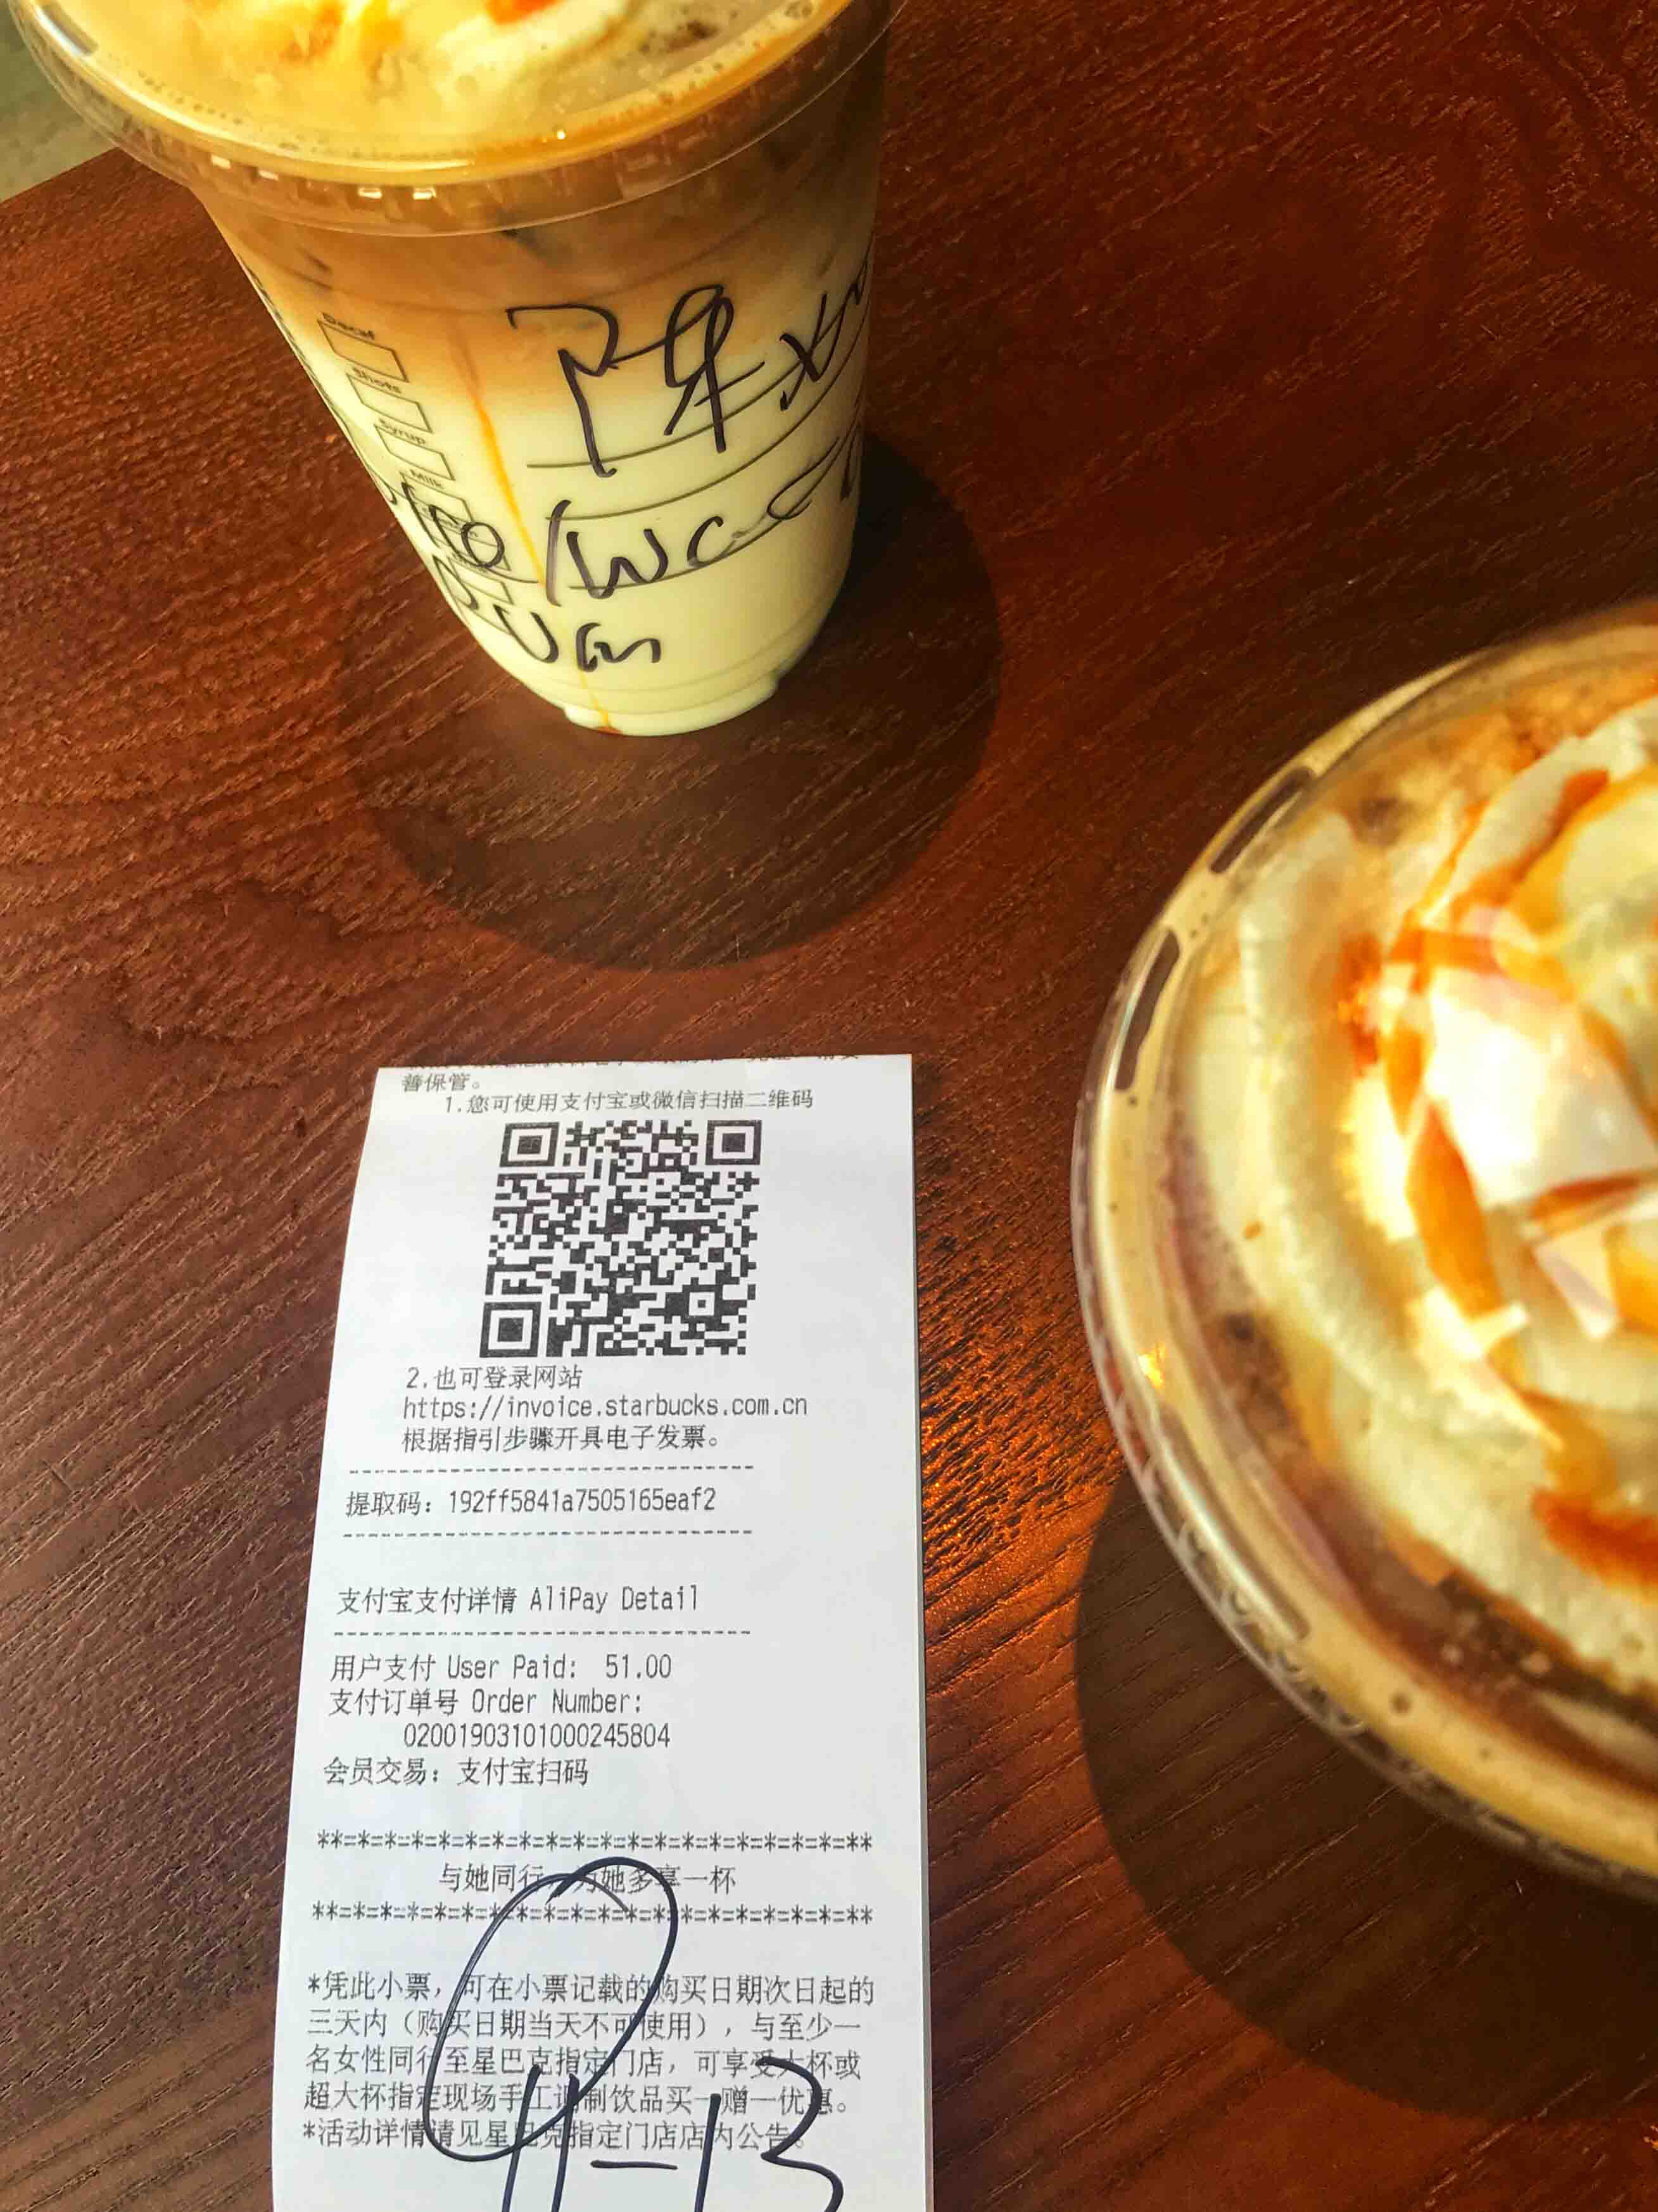 Decaf
Shots
Syrup
Milk
陈
善保管。
1.您可使用支付宝或微信扫描二维码
2.也可登录网站
https://invoice.starbucks.com.cn
根据指引步骤开具电子发票。
提取码：192ff5841a7505165eaf2
支付宝支付详情 AliPay Detail
用户支付 User Paid: 51.00
支付订单号 Order Number:
02001903101000245804
会员交易：支付宝扫码
**=*=*=*=*=*=*=*=*=*=*=*=*=*=*=*=*=*=*=*=**
与她同行，为她多享一杯
**=*=*=*=*=*=*=*=*=*=*=*=*=*=*=*=*=*=*=*=**
*凭此小票，可在小票记载的购买日期次日起的
三天内（购买日期当天不可使用），与至少一
名女性同行至星巴克指定门店，可享受大杯或
超大杯指定现场手工调制饮品买一赠一优惠。
*活动详情请见星巴克指定门店店内公告。
11-13